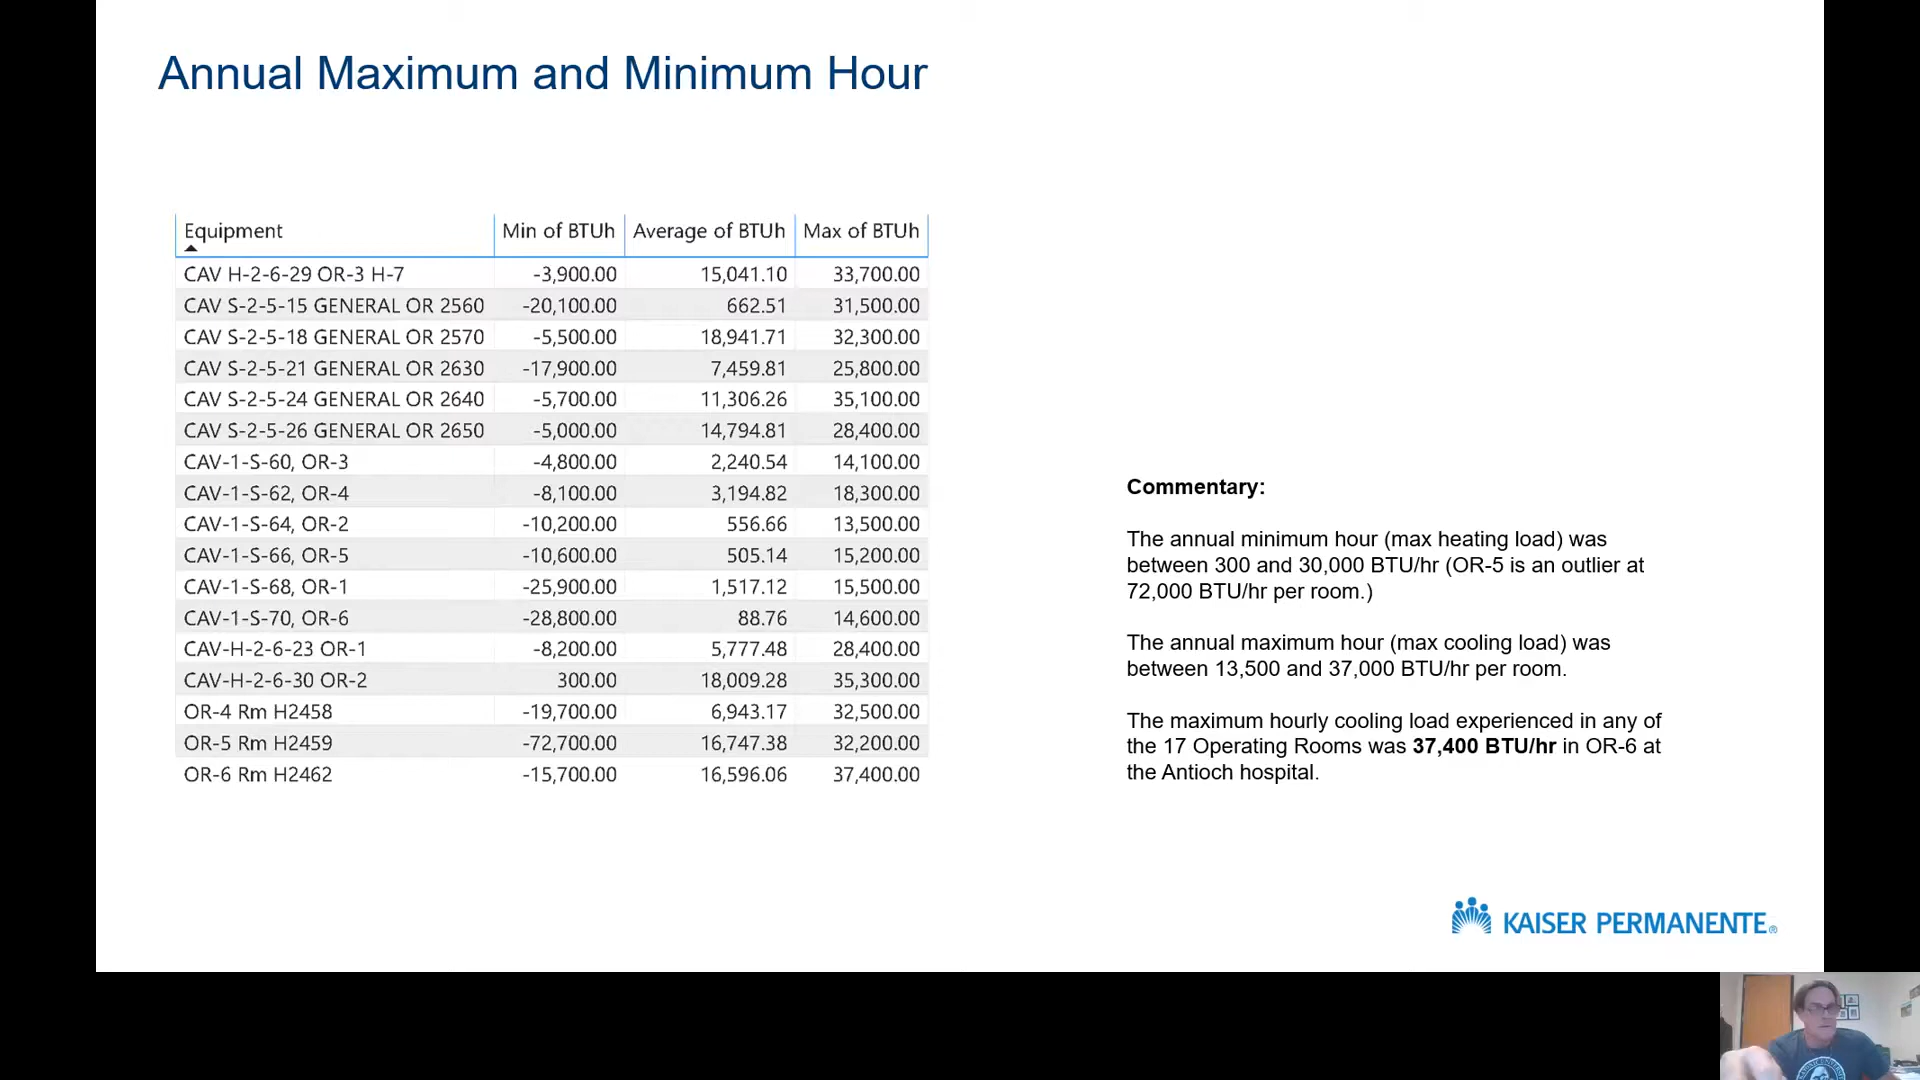 Annual Maximum and Minimum Hour
Equipment Min of BTUh Average of BTUh Max of BTUh
CAV H-2-6-29 OR-3 H-7 -3,900.00 15,041.10 33,700.00
CAV S-2-5-15 GENERAL OR 2560 -20,100.00 662.51 31,500.00
CAV S-2-5-18 GENERAL OR 2570 -5,500.00 18,941.71 32,300.00
CAV S-2-5-21 GENERAL OR 2630 -17,900.00 7,459.81 25,800.00
CAV S-2-5-24 GENERAL OR 2640 -5,700.00 11,306.26 35,100.00
CAV S-2-5-26 GENERAL OR 2650 -5,000.00 14,794.81 28,400.00
CAV-1-S-60, OR-3 -4,800.00 2,240.54 14,100.00
CAV-1-S-62, OR-4 -8,100.00 3,194.82 18,300.00
CAV-1-S-64, OR-2 -10,200.00 556.66 13,500.00
CAV-1-S-66, OR-5 -10,600.00 505.14 15,200.00
CAV-1-S-68, OR-1 -25,900.00 1,517.12 15,500.00
CAV-1-S-70, OR-6 -28,800.00 88.76 14,600.00
CAV-H-2-6-23 OR-1 -8,200.00 5,777.48 28,400.00
CAV-H-2-6-30 OR-2 300.00 18,009.28 35,300.00
OR-4 Rm H2458 -19,700.00 6,943.17 32,500.00
OR-5 Rm H2459 -72,700.00 16,747.38 32,200.00
OR-6 Rm H2462 -15,700.00 16,596.06 37,400.00
Commentary:
The annual minimum hour (max heating load) was
between 300 and 30,000 BTU/hr (OR-5 is an outlier at
72,000 BTU/hr per room.)
The annual maximum hour (max cooling load) was
between 13,500 and 37,000 BTU/hr per room.
The maximum hourly cooling load experienced in any of
the 17 Operating Rooms was 37,400 BTU/hr in OR-6 at
the Antioch hospital.
KAISER PERMANENTE®